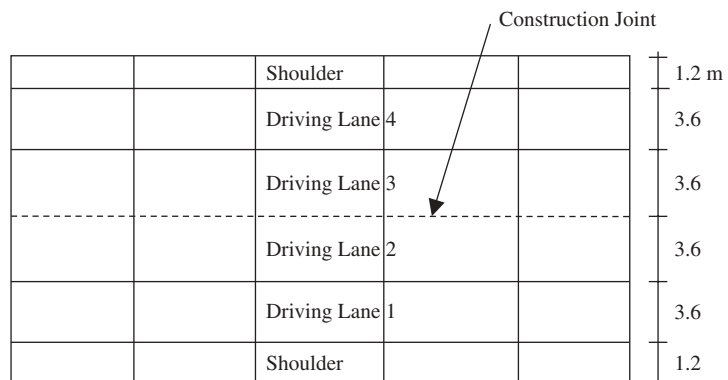 Construction Joint
Shoulder
1.2 m
Driving Lane 4
3.6
Driving Lane 3
3.6
Driving Lane 2
3.6
Driving Lane 1
3.6
Shoulder
1.2